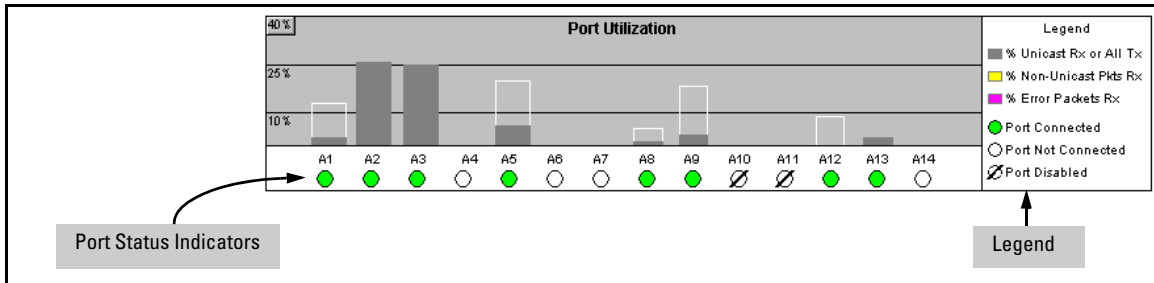 40%
Port Utilization
25%
10%
A1 A2 A3 A4 A5 A6 A7 A8 A9 A10 A11 A12 A13 A14
Legend
% Unicast Rx or All Tx
% Non-Unicast Pkts Rx
% Error Packets Rx
Port Connected
Port Not Connected
Port Disabled
Port Status Indicators
Legend